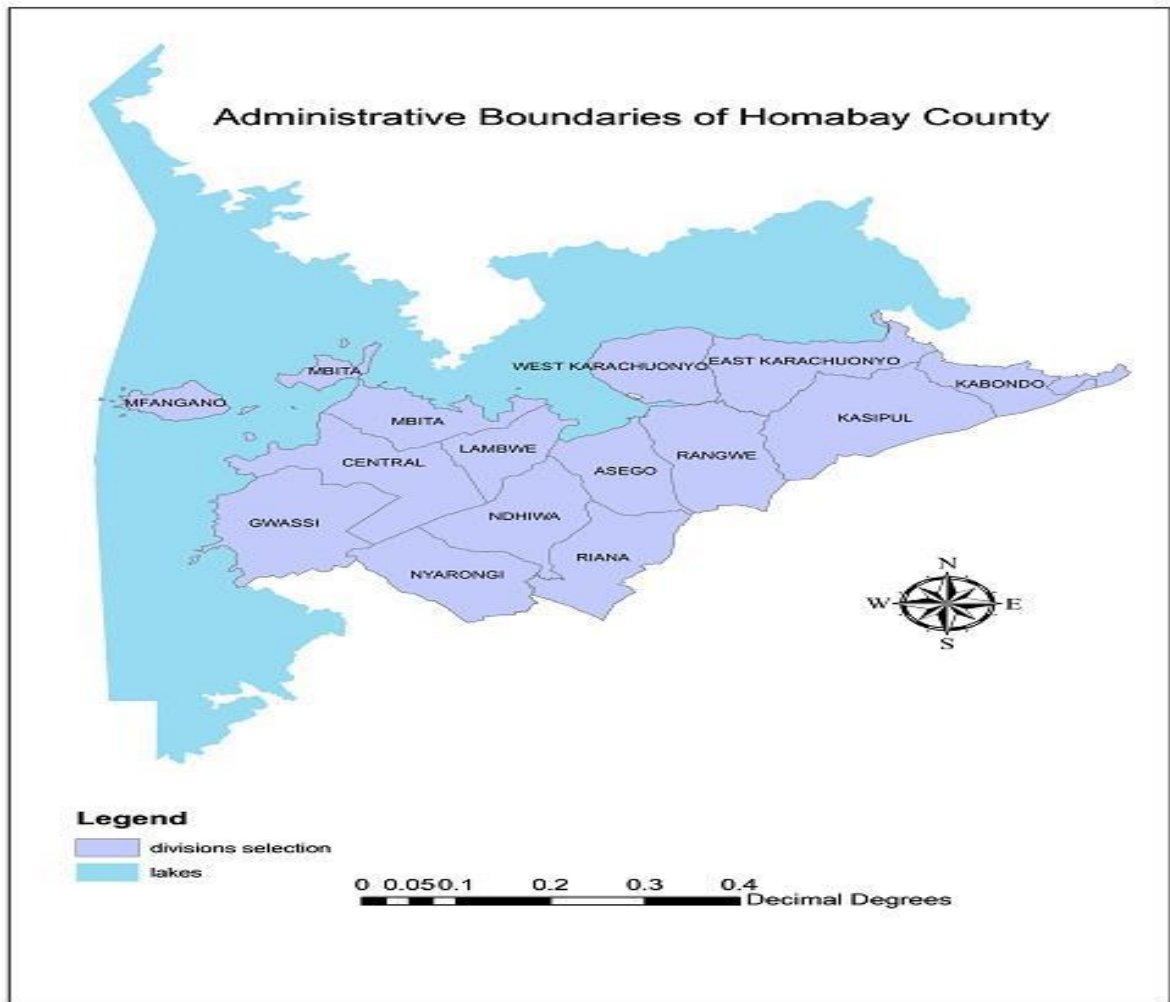 Administrative Boundaries of Homabay County
MBITA
WEST KARACHUONYO
EAST KARACHUONYO
KABONDO
MFANGANO
MBITA
KASIPUL
CENTRAL
LAMBWE
ASEGO
RANGWE
GWASSI
NDHIWA
RIANA
NYARONGI
N
W E
S
Legend
divisions selection
lakes
0 0.050.1 0.2 0.3 0.4
Decimal Degrees